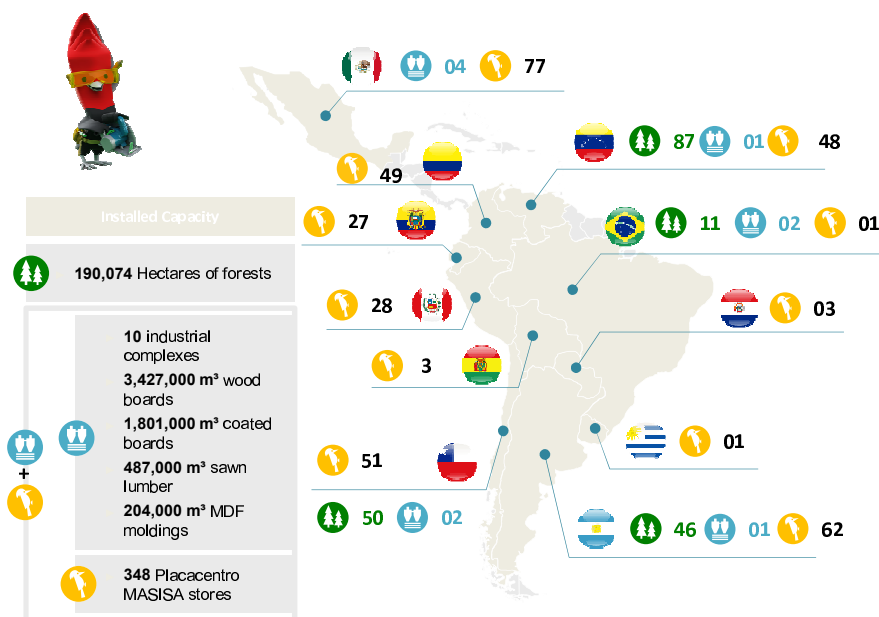 04 77
87 01 48
49
Installed Capacity
27
11 02 01
190,074 Hectares of forests
28
03
10 industrial
complexes
3,427,000 m³ wood
boards
3
1,801,000 m³ coated
boards
01
51
487,000 m³ sawn
lumber
50 02
+
204,000 m³ MDF
moldings
46 01 62
348 Placacentro
MASISA stores